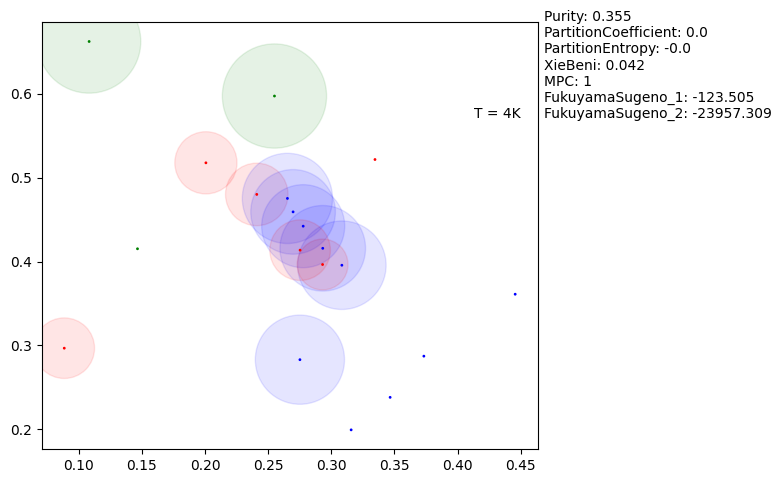 Purity: 0.355
PartitionCoefficient: 0.0
PartitionEntropy: -0.0
XieBeni: 0.042
MPC: 1
FukuyamaSugeno_1: -123.505
FukuyamaSugeno_2: -23957.309
T = 4K
0.6
0.5
0.4
0.3
0.2
0.10 0.15 0.20 0.25 0.30 0.35 0.40 0.45